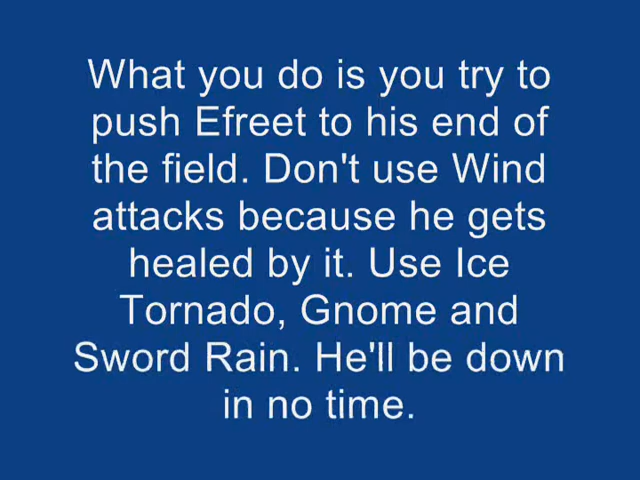 What you do is you try to
push Efreet to his end of
the field. Don't use Wind
attacks because he gets
healed by it. Use Ice
Tornado, Gnome and
Sword Rain. He'll be down
in no time.